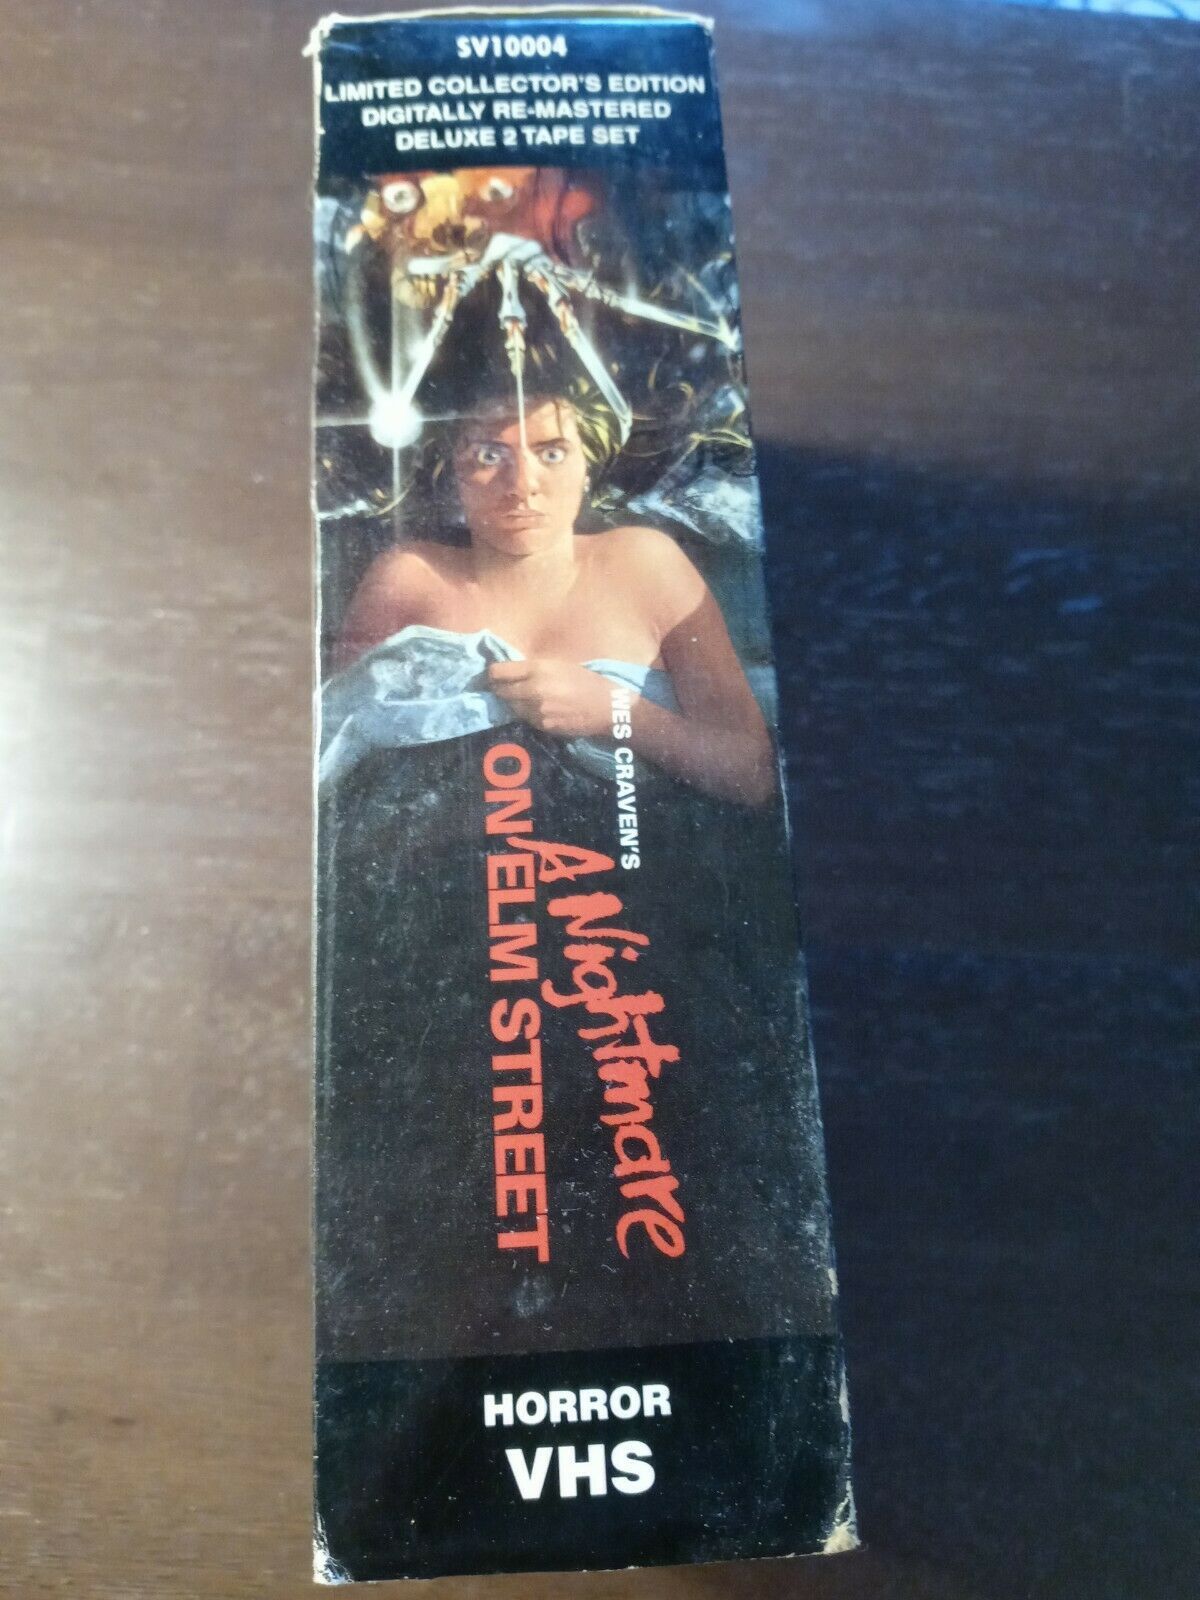 SV10004
LIMITED COLLECTOR'S EDITION
DIGITALLY RE-MASTERED
DELUXE 2 TAPE SET
WES CRAVEN'S
A Nightmare
ON ELM STREET
HORROR
VHS